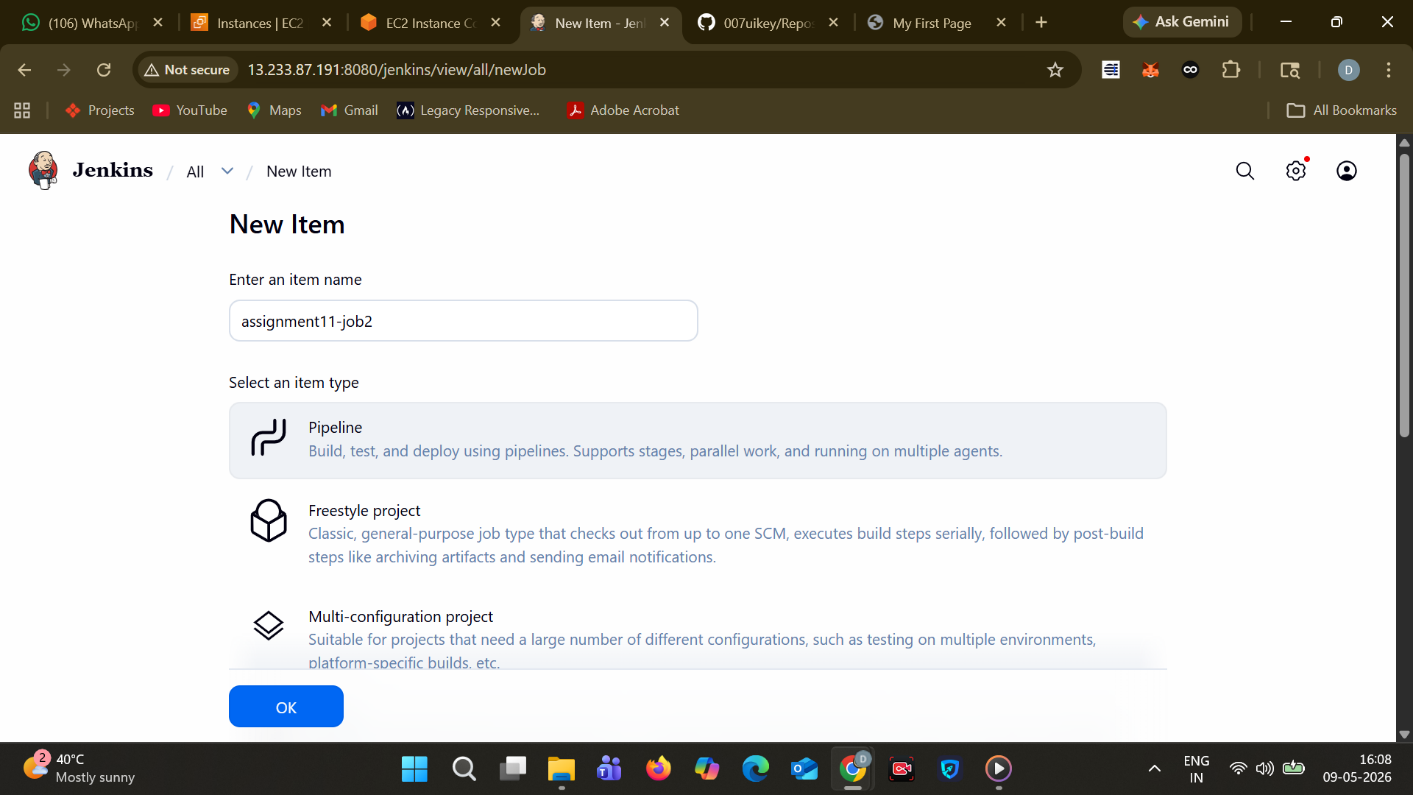 (106) WhatsAp
Instances | EC2
EC2 Instance Co
New Item - Jen
007uikey/Repos
My First Page
Ask Gemini
Not secure
13.233.87.191:8080/jenkins/view/all/newJob
D
Projects
YouTube
Maps
Gmail
Legacy Responsive...
Adobe Acrobat
All Bookmarks
Jenkins / All / New Item
New Item
Enter an item name
assignment11-job2
Select an item type
Pipeline
Build, test, and deploy using pipelines. Supports stages, parallel work, and running on multiple agents.
Freestyle project
Classic, general-purpose job type that checks out from up to one SCM, executes build steps serially, followed by post-build
steps like archiving artifacts and sending email notifications.
Multi-configuration project
Suitable for projects that need a large number of different configurations, such as testing on multiple environments,
platform-specific builds, etc.
OK
2
40°C
Mostly sunny
D
ENG
IN
16:08
09-05-2026